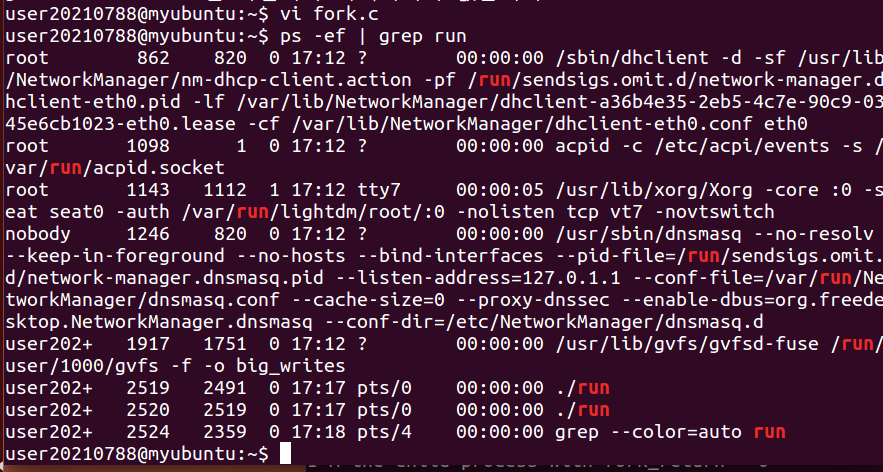 user20210788@myubuntu:~$ vi fork.c
user20210788@myubuntu:~$ ps -ef | grep run
root 862 820 0 17:12 ? 00:00:00 /sbin/dhclient -d -sf /usr/lib
/NetworkManager/nm-dhcp-client.action -pf /run/sendsigs.omit.d/network-manager.d
hclient-eth0.pid -lf /var/lib/NetworkManager/dhclient-a36b4e35-2eb5-4c7e-90c9-03
45e6cb1023-eth0.lease -cf /var/lib/NetworkManager/dhclient-eth0.conf eth0
root 1098 1 0 17:12 ? 00:00:00 acpid -c /etc/acpi/events -s /
var/run/acpid.socket
root 1143 1112 1 17:12 tty7 00:00:05 /usr/lib/xorg/Xorg -core :0 -s
eat seat0 -auth /var/run/lightdm/root/:0 -nolisten tcp vt7 -novtswitch
nobody 1246 820 0 17:12 ? 00:00:00 /usr/sbin/dnsmasq --no-resolv
--keep-in-foreground --no-hosts --bind-interfaces --pid-file=/run/sendsigs.omit.
d/network-manager.dnsmasq.pid --listen-address=127.0.1.1 --conf-file=/var/run/Ne
tworkManager/dnsmasq.conf --cache-size=0 --proxy-dnssec --enable-dbus=org.freede
sktop.NetworkManager.dnsmasq --conf-dir=/etc/NetworkManager/dnsmasq.d
user202+ 1917 1751 0 17:12 ? 00:00:00 /usr/lib/gvfs/gvfsd-fuse /run/
user/1000/gvfs -f -o big_writes
user202+ 2519 2491 0 17:17 pts/0 00:00:00 ./run
user202+ 2520 2519 0 17:17 pts/0 00:00:00 ./run
user202+ 2524 2359 0 17:18 pts/4 00:00:00 grep --color=auto run
user20210788@myubuntu:~$